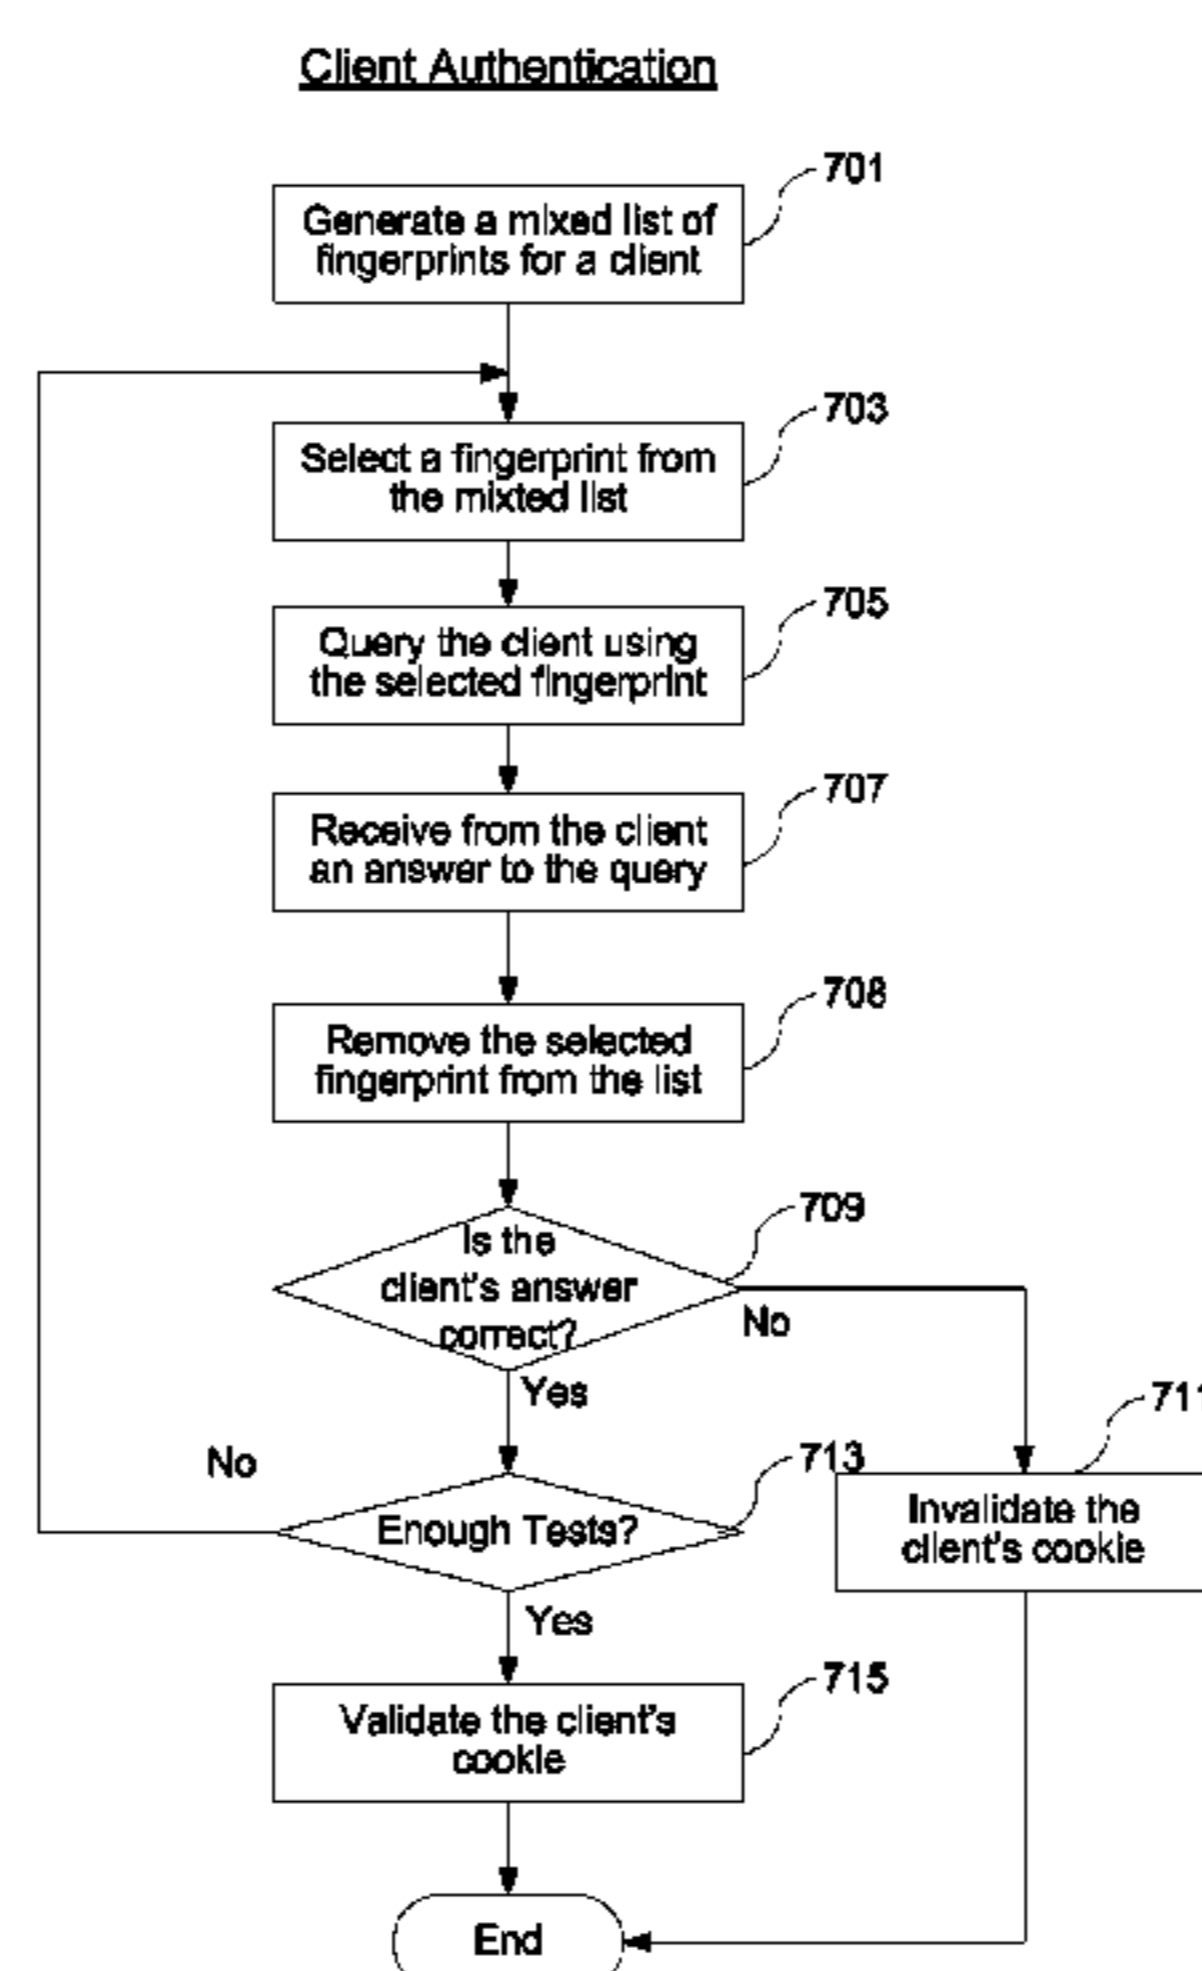 Client Authentication
701
Generate a mixed list of
fingerprints for a client
703
Select a fingerprint from
the mixted list
705
Query the client using
the selected fingerprint
707
Receive from the client
an answer to the query
708
Remove the selected
fingerprint from the list
709
Is the
client's answer
correct?
No
Yes
711
No
713
Enough Tests?
Invalidate the
client's cookie
Yes
715
Validate the client's
cookie
End